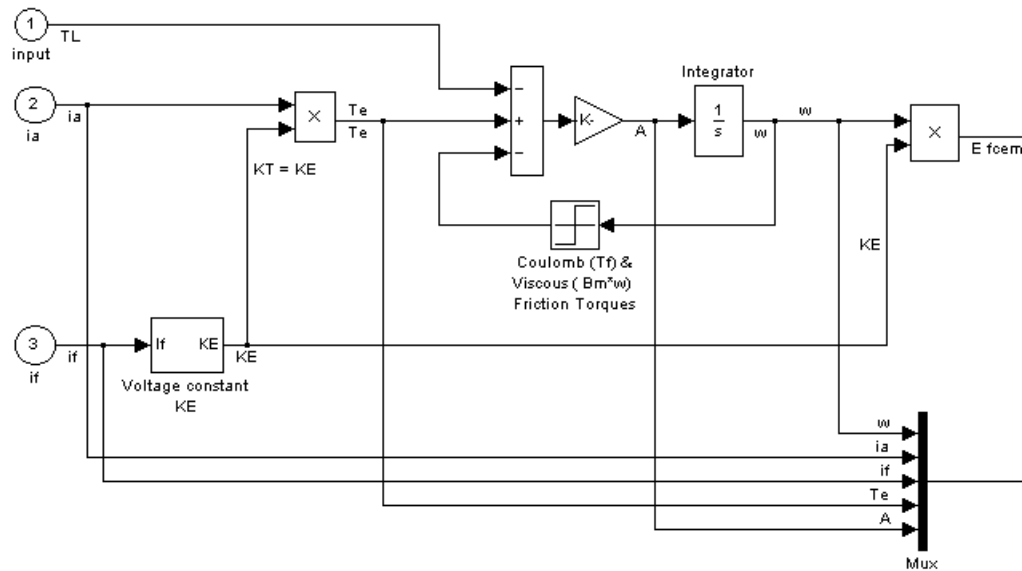 1
TL
input
2
ia
ia
×
Te
Te
KT = KE
−
+
−
K-
A
Integrator
1
s
w
w
×
E fcem
KE
Coulomb (Tf) &
Viscous ( Bm*w)
Friction Torques
3
if
if
If
KE
KE
Voltage constant
KE
w
ia
if
Te
A
Mux